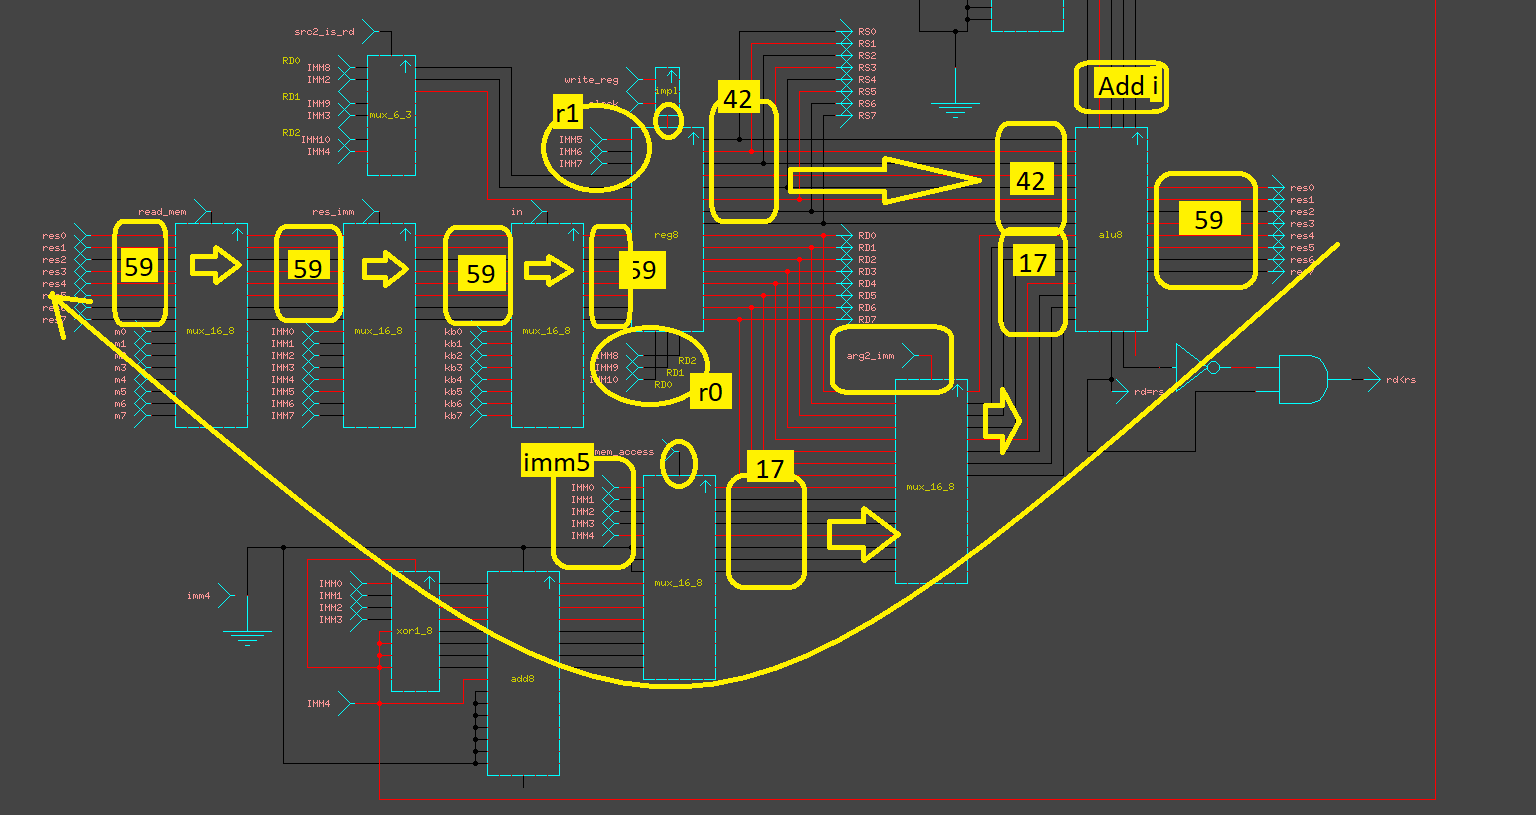 src2_is_rd
RD0
IMM8
IMM2
RD1
IMM9
IMM3
RD2
IMM10
IMM4
mux_6_3
write_reg
impl
r1
IMM5
IMM6
IMM7
42
RS0
RS1
RS2
RS3
RS4
RS5
RS6
RS7
Add i
42
17
alu8
59
res0
res1
res2
res3
res4
res5
res6
read_mem
res_imm
in
res0
res1
res2
res3
res4
59
59
59
59
reg8
mux_16_8
mux_16_8
mux_16_8
m0
m1
m2
m3
m4
m5
m6
m7
IMM0
IMM1
IMM2
IMM3
IMM4
IMM5
IMM6
IMM7
kb0
kb1
kb2
kb3
kb4
kb5
kb6
kb7
IMM8
IMM9
IMM10
RD2
RD1
RD0
r0
RD0
RD1
RD2
RD3
RD4
RD5
RD6
RD7
arg2_imm
rd=rs
rd<rs
imm5
mem_access
IMM0
IMM1
IMM2
IMM3
IMM4
17
mux_16_8
mux_16_8
imm4
IMM0
IMM1
IMM2
IMM3
xor1_8
IMM4
add8